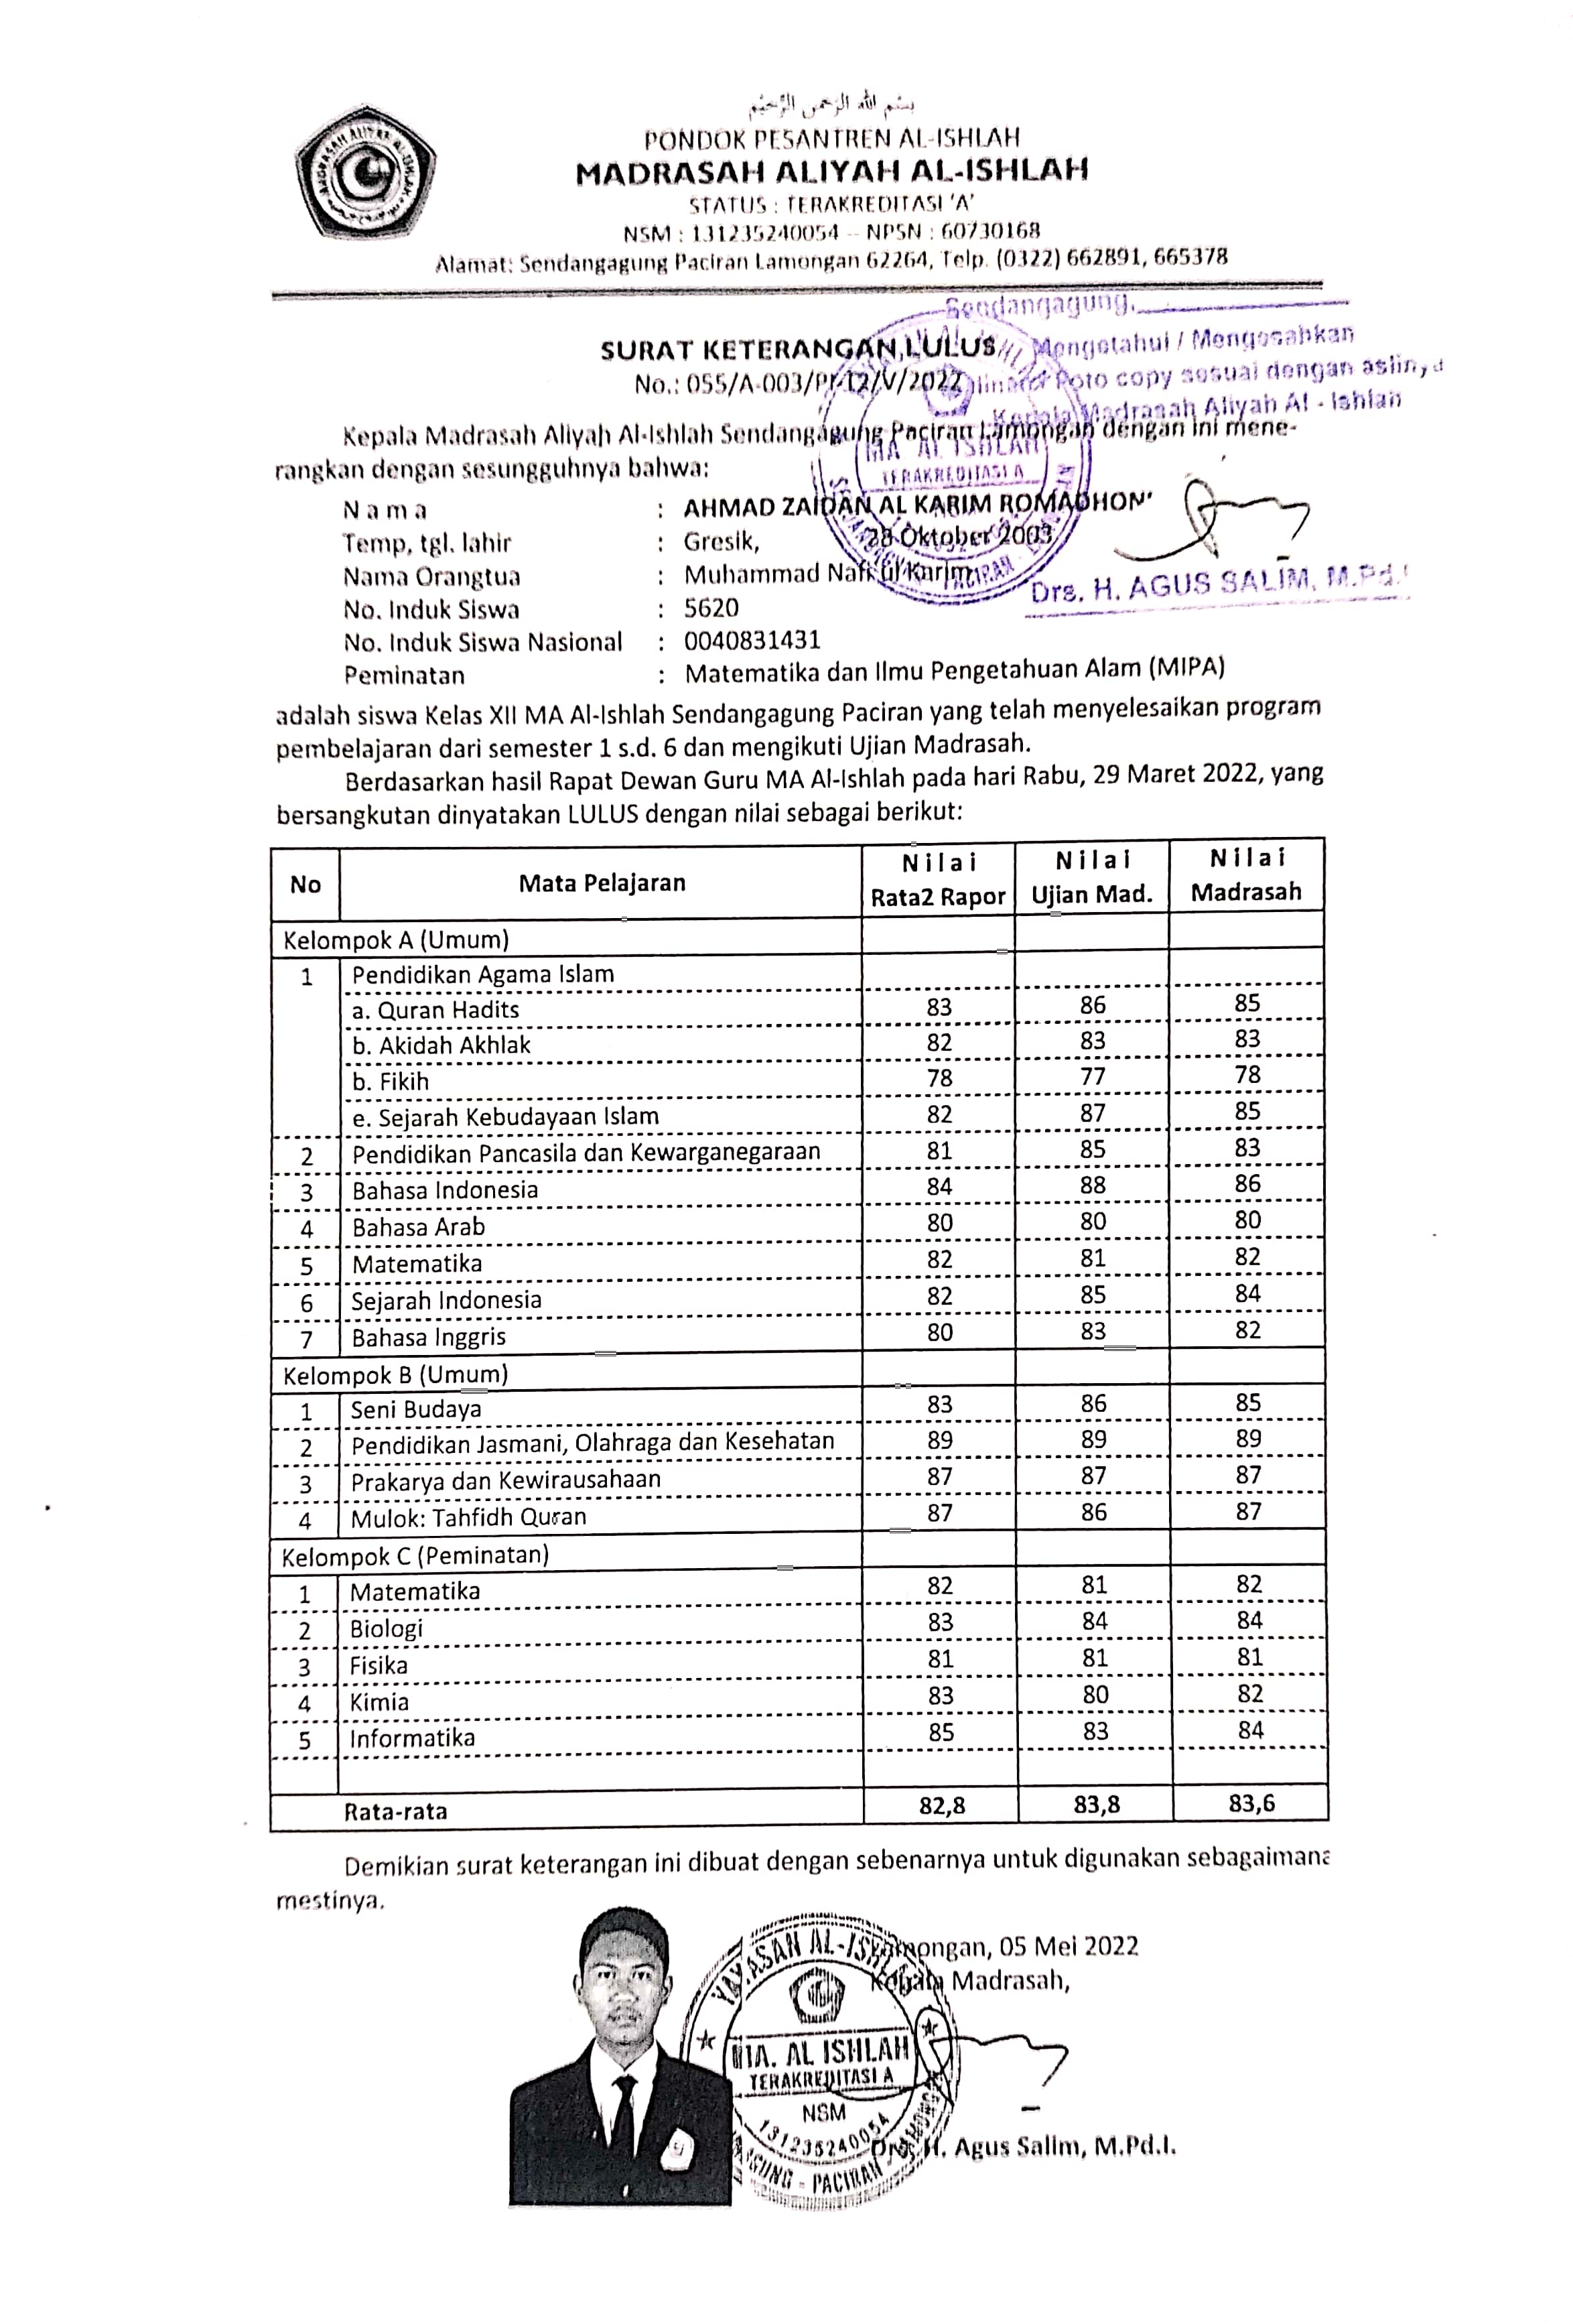 بسم الله الرحمن الرحيم
PONDOK PESANTREN AL-ISHLAH
MADRASAH ALIYAH AL-ISHLAH
STATUS : TERAKREDITASI 'A'
NSM : 131235240054 -- NPSN : 60730168
Alamat: Sendangagung Paciran Lamongan 62264, Telp. (0322) 662891, 665378
Sendangagung,
SURAT KETERANGAN LULUS
Mengetahui / Mengesahkan
No.: 055/A-003/PI-12/V/2022
Foto copy sesuai dengan aslinya
Kepala Madrasah Aliyah Al - Ishlah
Kepala Madrasah Aliyah Al-Ishlah Sendangagung Paciran Lamongan dengan ini mene-
rangkan dengan sesungguhnya bahwa:
MA AL ISHLAH
TERAKREDITASI A
N a m a : AHMAD ZAIDAN AL KARIM ROMADHON
Temp, tgl. lahir : Gresik, 28 Oktober 2003
Nama Orangtua : Muhammad Nafi'ul Karim
Drs. H. AGUS SALIM, M.Pd.I
No. Induk Siswa : 5620
No. Induk Siswa Nasional : 0040831431
Peminatan : Matematika dan Ilmu Pengetahuan Alam (MIPA)
adalah siswa Kelas XII MA Al-Ishlah Sendangagung Paciran yang telah menyelesaikan program
pembelajaran dari semester 1 s.d. 6 dan mengikuti Ujian Madrasah.
Berdasarkan hasil Rapat Dewan Guru MA Al-Ishlah pada hari Rabu, 29 Maret 2022, yang
bersangkutan dinyatakan LULUS dengan nilai sebagai berikut:
No Mata Pelajaran N i l a i Rata2 Rapor N i l a i Ujian Mad. N i l a i Madrasah
Kelompok A (Umum)
1 Pendidikan Agama Islam
a. Quran Hadits 83 86 85
b. Akidah Akhlak 82 83 83
b. Fikih 78 77 78
e. Sejarah Kebudayaan Islam 82 87 85
2 Pendidikan Pancasila dan Kewarganegaraan 81 85 83
3 Bahasa Indonesia 84 88 86
4 Bahasa Arab 80 80 80
5 Matematika 82 81 82
6 Sejarah Indonesia 82 85 84
7 Bahasa Inggris 80 83 82
Kelompok B (Umum)
1 Seni Budaya 83 86 85
2 Pendidikan Jasmani, Olahraga dan Kesehatan 89 89 89
3 Prakarya dan Kewirausahaan 87 87 87
4 Mulok: Tahfidh Quran 87 86 87
Kelompok C (Peminatan)
1 Matematika 82 81 82
2 Biologi 83 84 84
3 Fisika 81 81 81
4 Kimia 83 80 82
5 Informatika 85 83 84
Rata-rata 82,8 83,8 83,6
Demikian surat keterangan ini dibuat dengan sebenarnya untuk digunakan sebagaimana
mestinya.
Lamongan, 05 Mei 2022
Kepala Madrasah,
YAYASAN AL-ISHLAH
MA. AL ISHLAH
TERAKREDITASI A
NSM
131235240054
AGUNG - PACIRAN - LAMONGAN
Drs. H. Agus Salim, M.Pd.I.